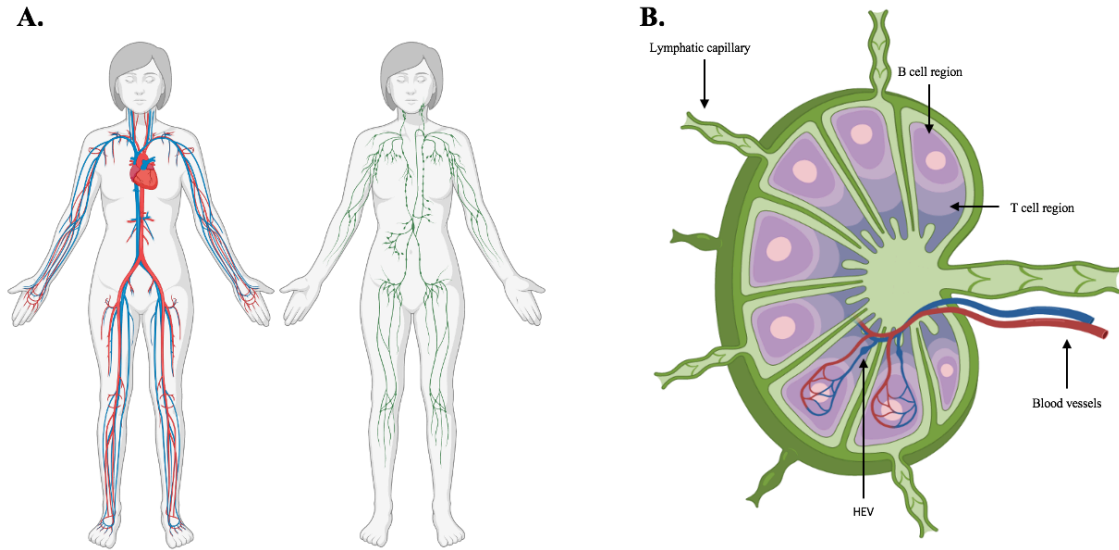 A.
B.
Lymphatic capillary
B cell region
T cell region
Blood vessels
HEV